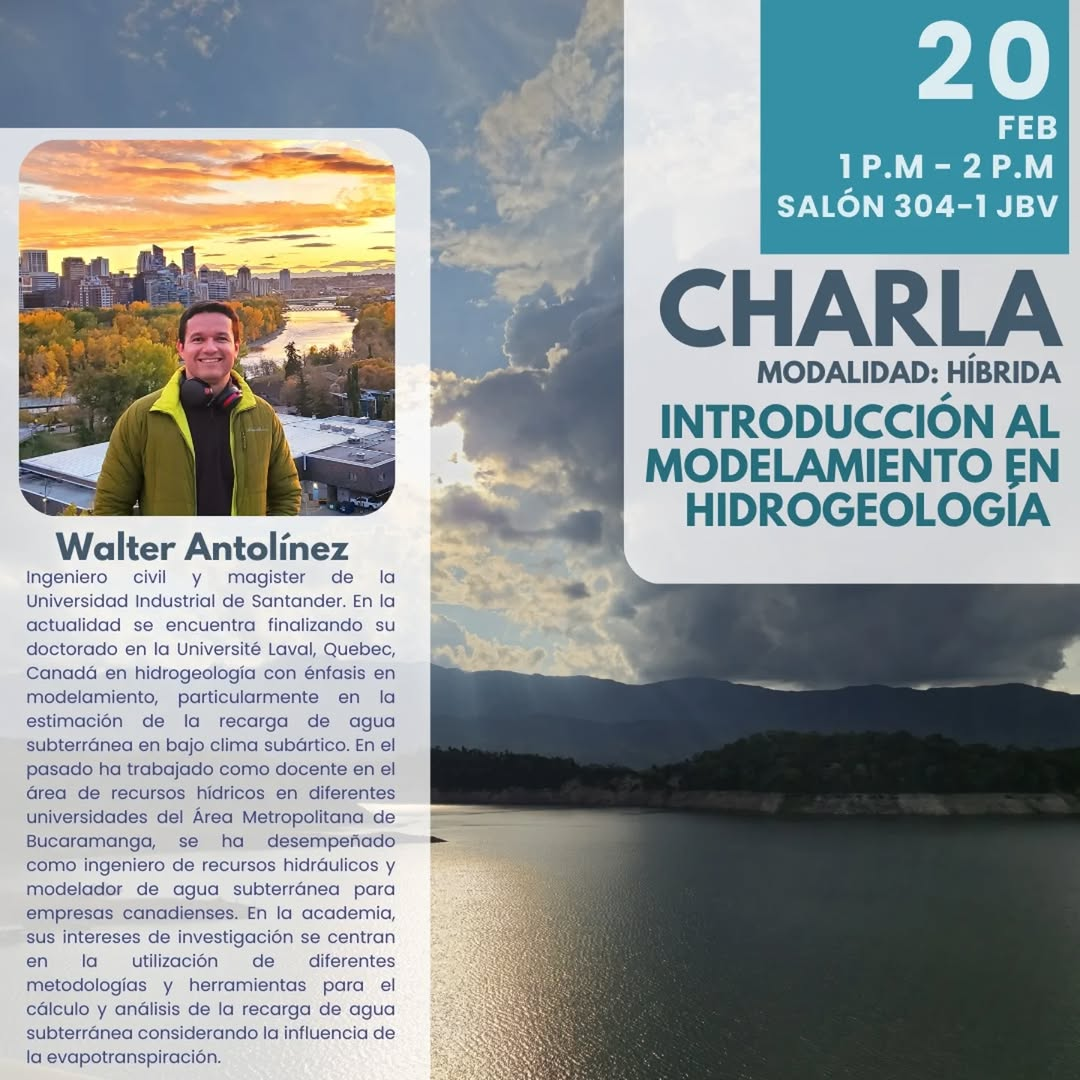 20
FEB
1 P.M - 2 P.M
SALÓN 304-1 JBV
CHARLA
MODALIDAD: HÍBRIDA
INTRODUCCIÓN AL
MODELAMIENTO EN
HIDROGEOLOGÍA
Walter Antolínez
Ingeniero civil y magister de la
Universidad Industrial de Santander. En la
actualidad se encuentra finalizando su
doctorado en la Université Laval, Quebec,
Canadá en hidrogeología con énfasis en
modelamiento, particularmente en la
estimación de la recarga de agua
subterránea en bajo clima subártico. En el
pasado ha trabajado como docente en el
área de recursos hídricos en diferentes
universidades del Área Metropolitana de
Bucaramanga, se ha desempeñado
como ingeniero de recursos hidráulicos y
modelador de agua subterránea para
empresas canadienses. En la academia,
sus intereses de investigación se centran
en la utilización de diferentes
metodologías y herramientas para el
cálculo y análisis de la recarga de agua
subterránea considerando la influencia de
la evapotranspiración.